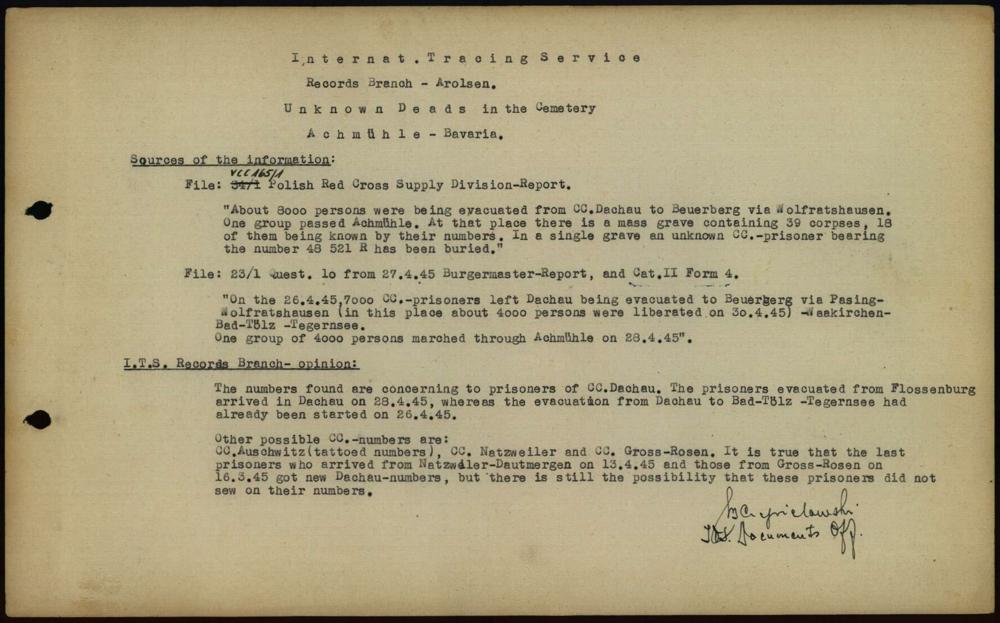 Internat. Tracing Service
Records Branch - Arolsen.
Unknown Deads in the Cemetery
Achmühle - Bavaria.
Sources of the information:
VCC 165/1
File: 34/1 Polish Red Cross Supply Division-Report.
"About 8000 persons were being evacuated from CC.Dachau to Beuerberg via Wolfratshausen.
One group passed Achmühle. At that place there is a mass grave containing 39 corpses, 18
of them being known by their numbers. In a single grave an unknown CC.-prisoner bearing
the number 48 521 R has been buried."
File: 23/1 Quest. lo from 27.4.45 Burgermaster-Report, and Cat.II Form 4.
"On the 26.4.45,7000 CC.-prisoners left Dachau being evacuated to Beuerberg via Pasing-
Wolfratshausen (in this place about 4000 persons were liberated on 30.4.45) -Waakirchen-
Bad-Tölz -Tegernsee.
One group of 4000 persons marched through Achmühle on 28.4.45".
I.T.S. Records Branch- opinion:
The numbers found are concerning to prisoners of CC.Dachau. The prisoners evacuated from Flossenburg
arrived in Dachau on 28.4.45, whereas the evacuation from Dachau to Bad-Tölz -Tegernsee had
already been started on 26.4.45.
Other possible CC.-numbers are:
CC.Auschwitz(tattoed numbers), CC. Natzweiler and CC. Gross-Rosen. It is true that the last
prisoners who arrived from Natzweiler-Dautmergen on 13.4.45 and those from Gross-Rosen on
16.3.45 got new Dachau-numbers, but there is still the possibility that these prisoners did not
sew on their numbers.
Documents Off.